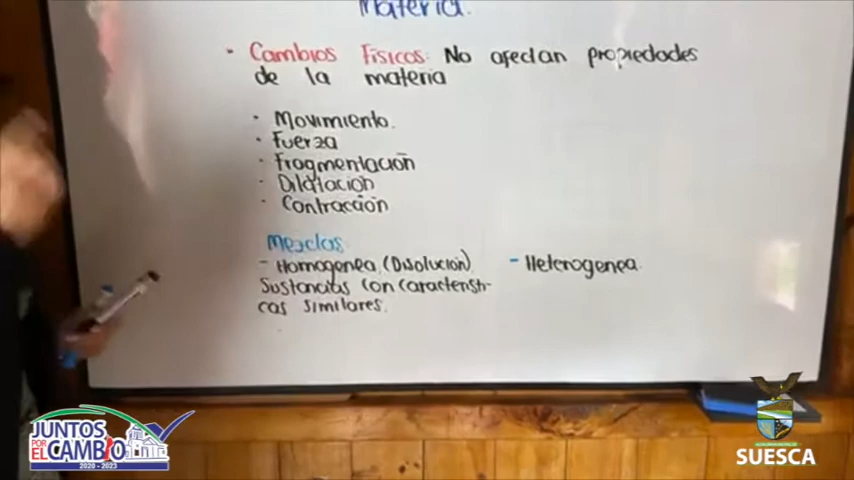 Materia.
• Cambios Físicos: No afectan propiedades
de la materia
• Movimiento.
• Fuerza
• Fragmentación
• Dilatación
• Contracción
Mezclas
- Homogenea. (Disolución)
Sustancias con caracteristi-
cas similares.
- Heterogenea.
JUNTOS
POR EL CAMBIO
2020 - 2023
SUESCA